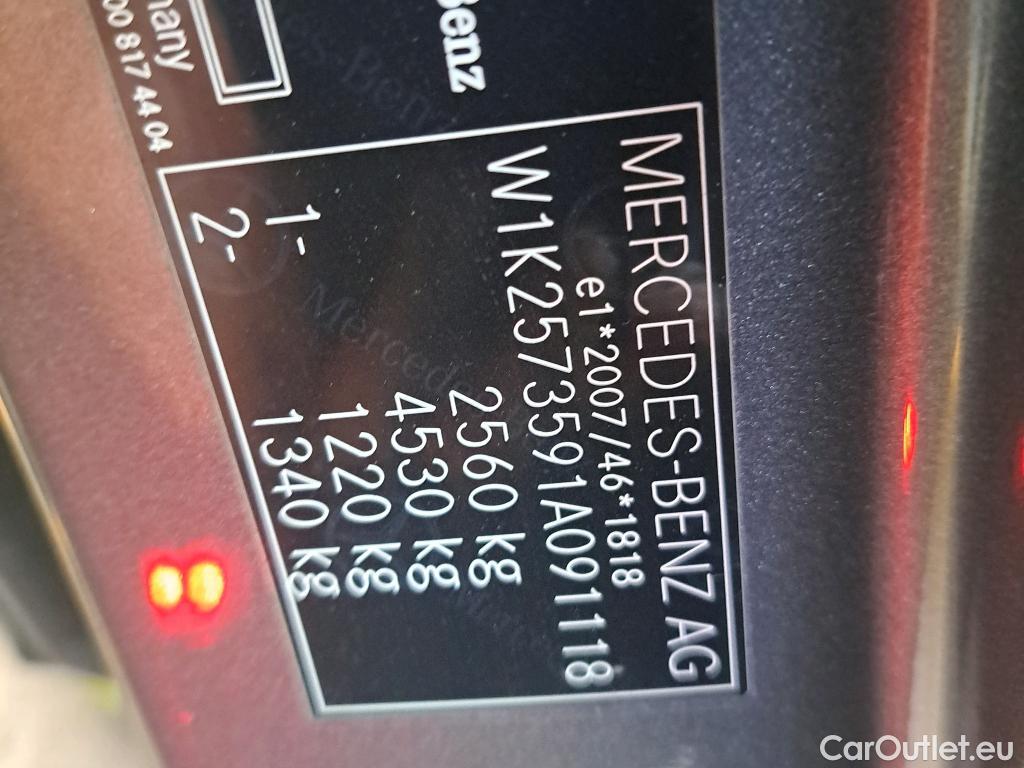 Benz
many
00 817 44 04
MERCEDES-BENZ AG
e1*2007/46*1818
W1K2573591A091118
2560 kg
4530 kg
1- 1220 kg
2- 1340 kg
CarOutlet.eu